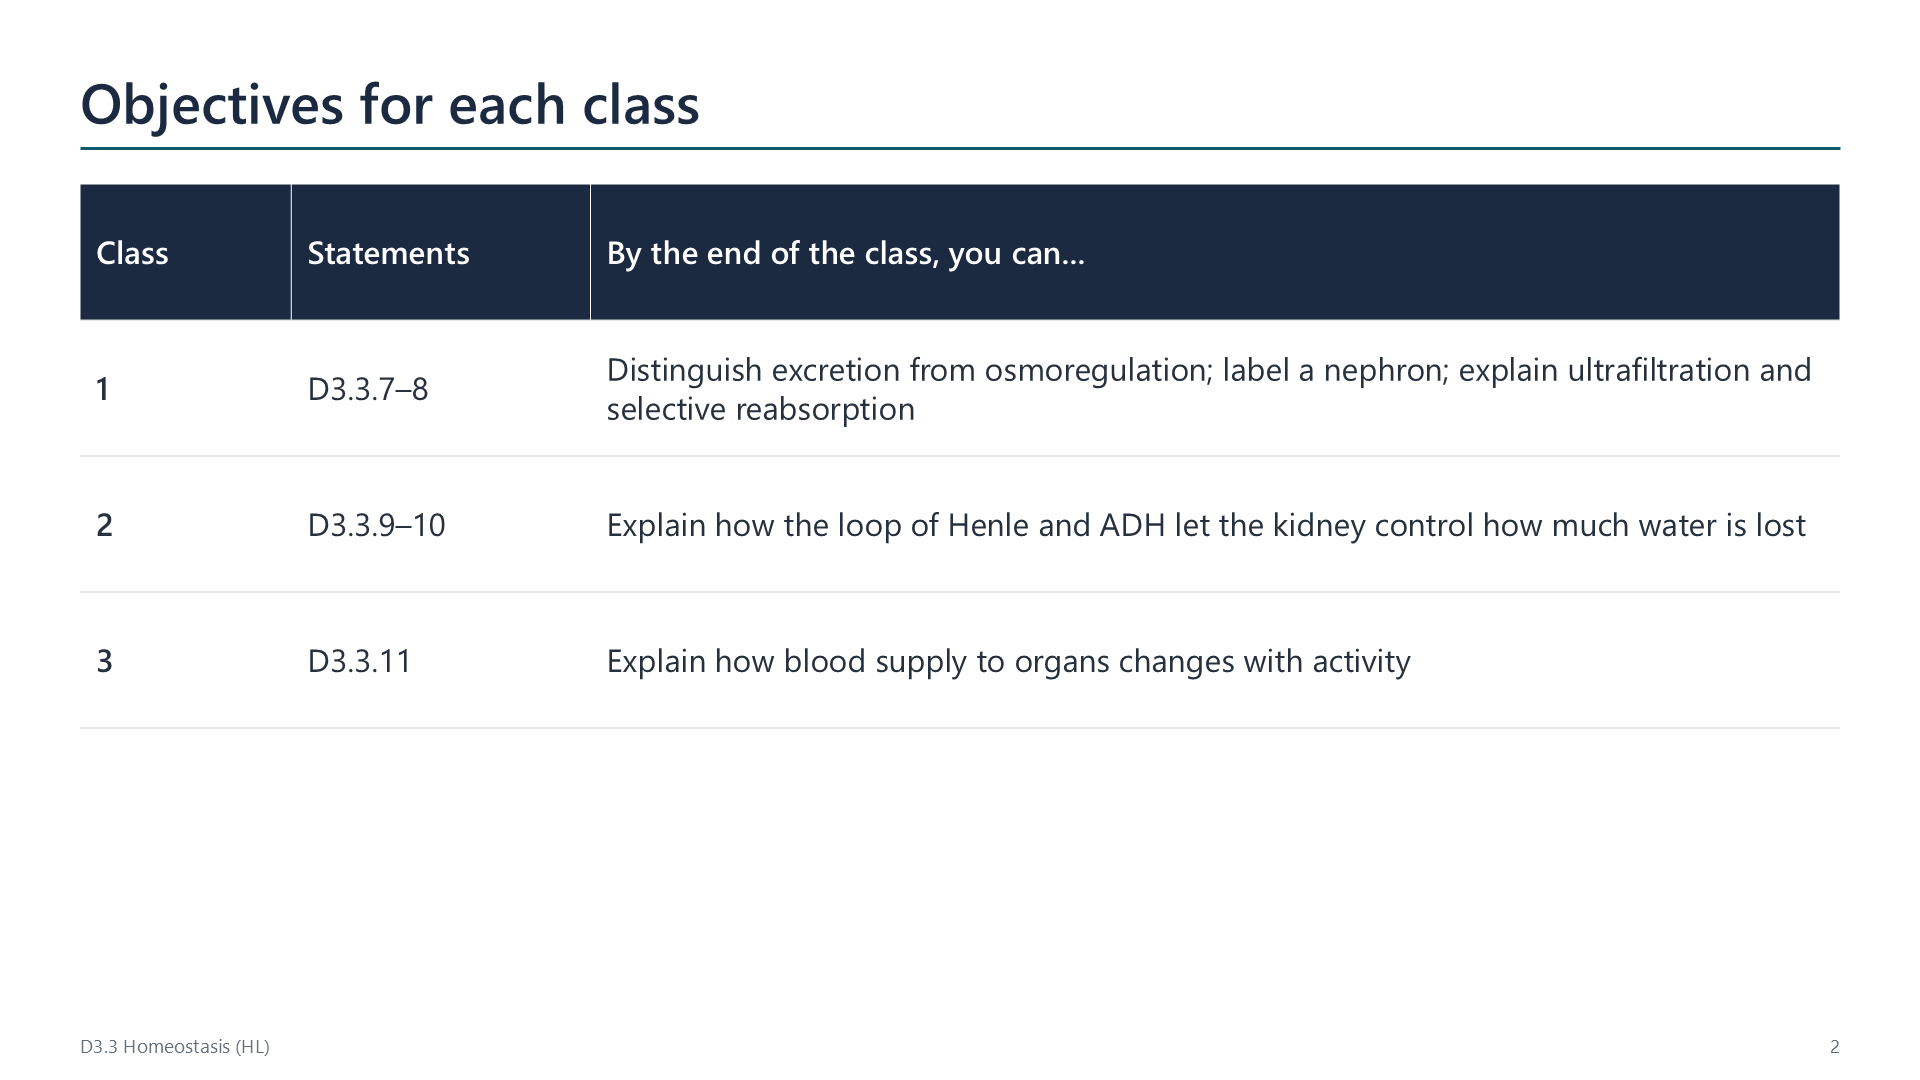 Objectives for each class
Class
Statements
By the end of the class, you can…
1
D3.3.7–8
Distinguish excretion from osmoregulation; label a nephron; explain ultrafiltration and
selective reabsorption
2
D3.3.9–10
Explain how the loop of Henle and ADH let the kidney control how much water is lost
3
D3.3.11
Explain how blood supply to organs changes with activity
D3.3 Homeostasis (HL)
2